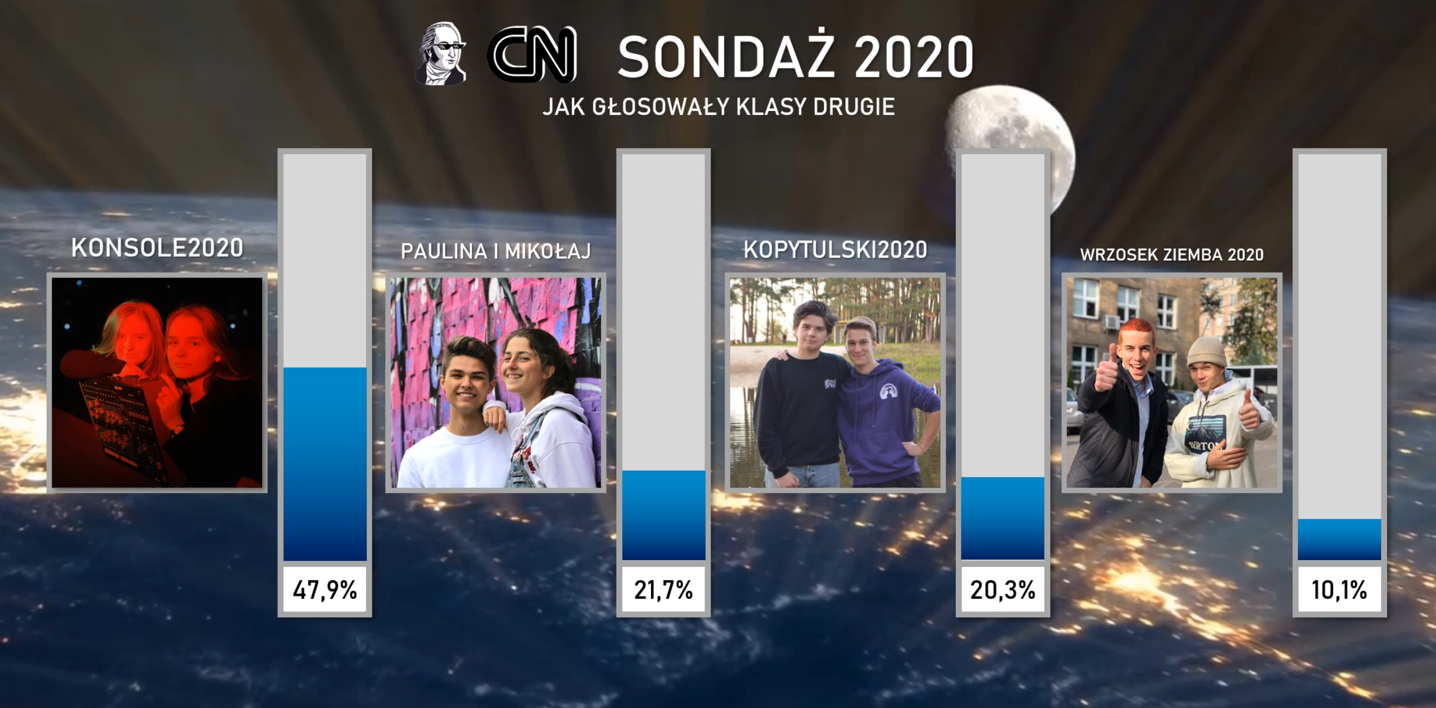 CN SONDAŻ 2020
JAK GŁOSOWAŁY KLASY DRUGIE
KONSOLE2020
47,9%
PAULINA I MIKOŁAJ
21,7%
KOPYTULSKI2020
20,3%
WRZOSEK ZIEMBA 2020
BURTON
10,1%